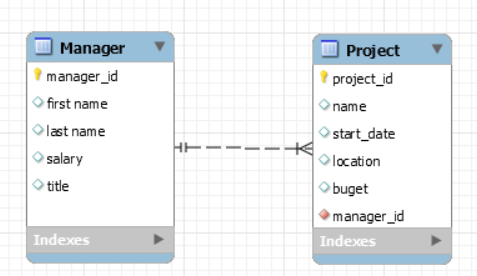 Manager
manager_id
first name
last name
salary
title
Indexes
Project
project_id
name
start_date
location
buget
manager_id
Indexes